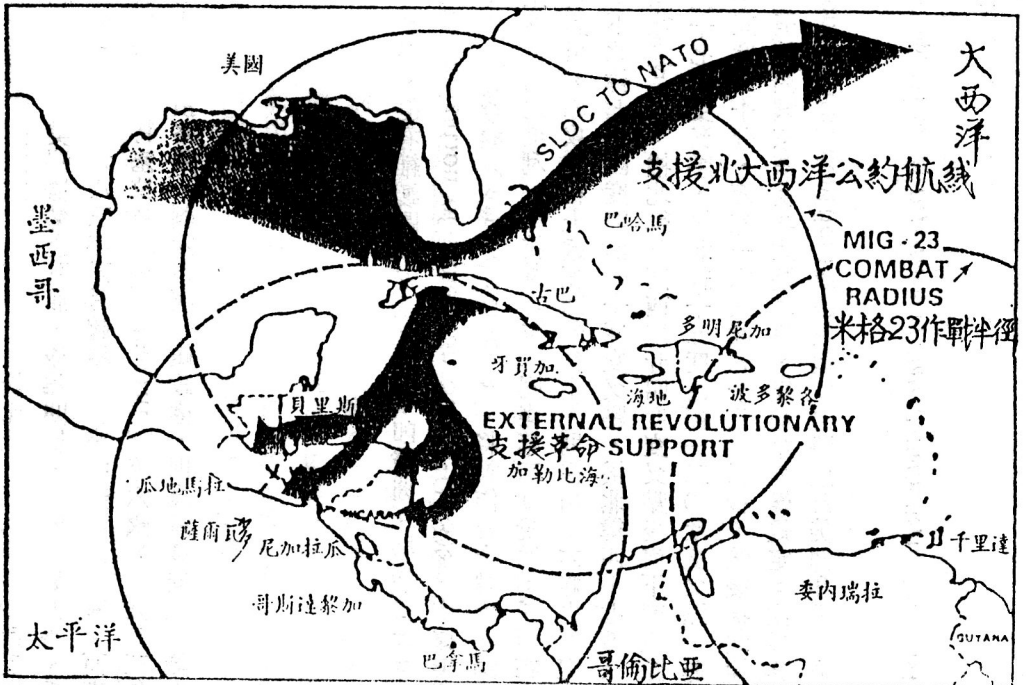 美國
SLOC TO NATO
大西洋
支援北大西洋公約航綫
墨西哥
巴哈馬
MIG-23
COMBAT
RADIUS
米格23作戰半徑
古巴
多明尼加
牙買加
海地
波多黎各
貝里斯
EXTERNAL REVOLUTIONARY
支援革命 SUPPORT
加勒比海
瓜地馬拉
薩爾瓦多
尼加拉瓜
千里達
委內瑞拉
哥斯達黎加
GUYANA
太平洋
巴拿馬
哥倫比亞